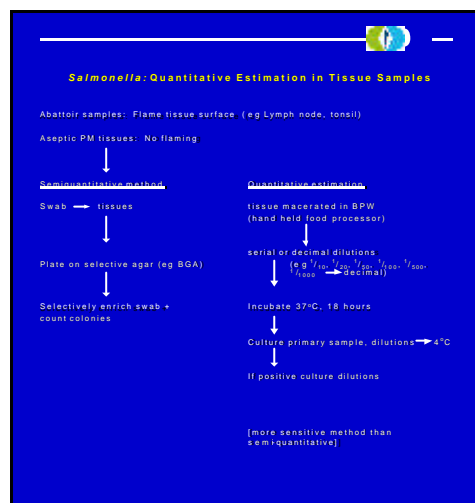 Salmonella: Quantitative Estimation in Tissue Samples
Abattoir samples: Flame tissue surface (eg Lymph node, tonsil)
Aseptic PM tissues: No flaming
Semiquantitative method
Swab → tissues
Plate on selective agar (eg BGA)
Selectively enrich swab +
count colonies
Quantitative estimation
tissue macerated in BPW
(hand held food processor)
serial or decimal dilutions
(eg 1/10, 1/20, 1/50, 1/100, 1/500,
1/1000 → decimal)
Incubate 37°C, 18 hours
Culture primary sample, dilutions → 4°C
If positive culture dilutions
[more sensitive method than
semi-quantitative]